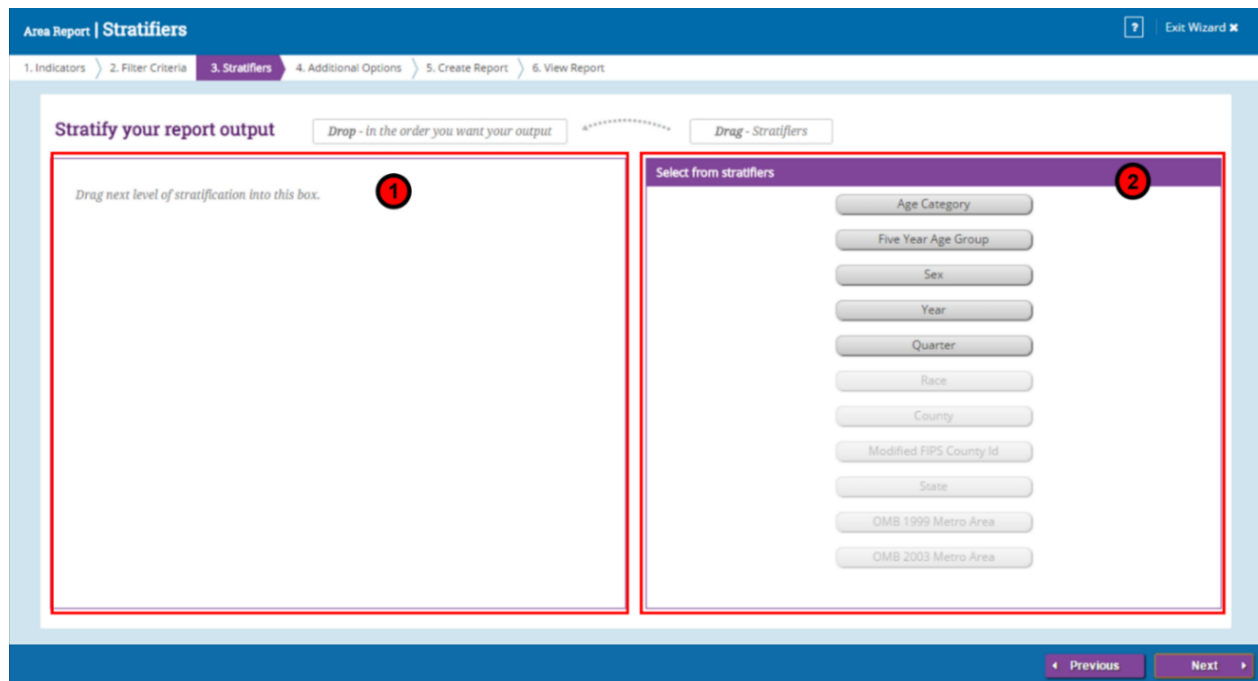 Area Report | Stratifiers
? Exit Wizard ✖
1. Indicators 2. Filter Criteria 3. Stratifiers 4. Additional Options 5. Create Report 6. View Report
Stratify your report output Drop - in the order you want your output Drag - Stratifiers
Drag next level of stratification into this box.
1
Select from stratifiers
2
Age Category
Five Year Age Group
Sex
Year
Quarter
Race
County
Modified FIPS County Id
State
OMB 1999 Metro Area
OMB 2003 Metro Area
Previous Next